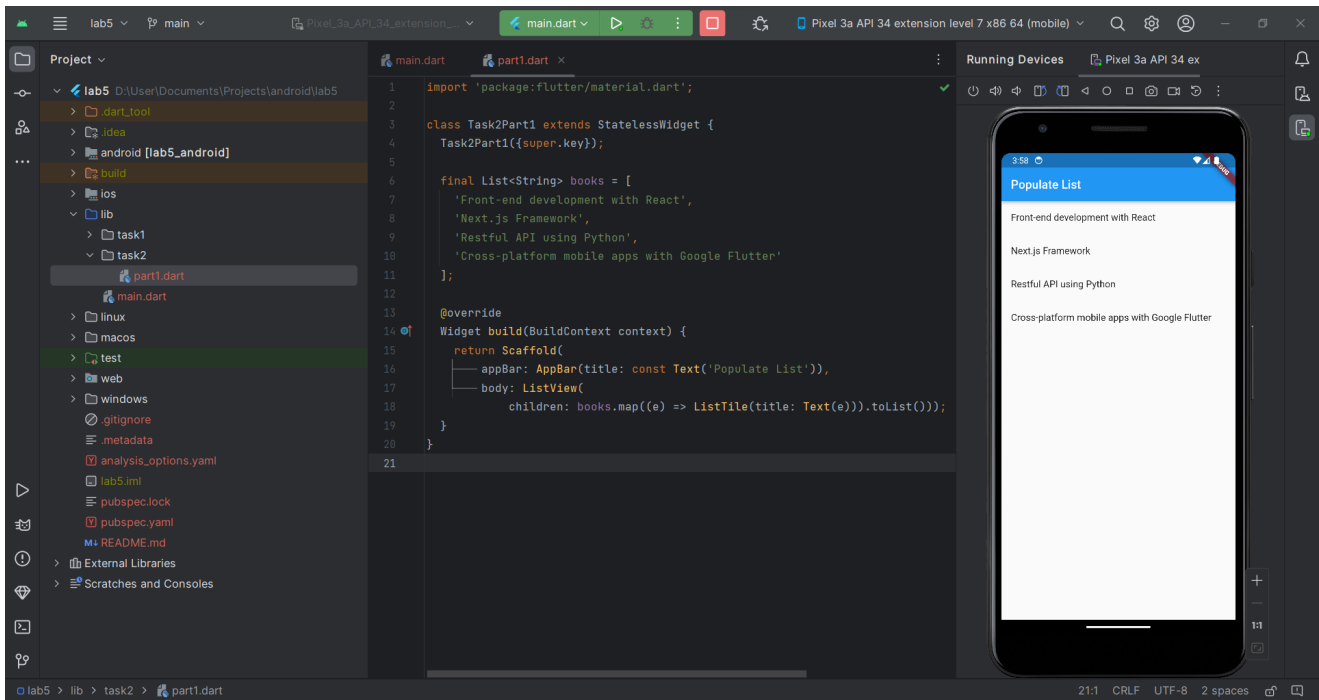 lab5
main
Pixel_3a_API_34_extension_...
main.dart
Pixel 3a API 34 extension level 7 x86 64 (mobile)
Project
lab5 D:\User\Documents\Projects\android\lab5
.dart_tool
.idea
android [lab5_android]
build
ios
lib
task1
task2
part1.dart
main.dart
linux
macos
test
web
windows
.gitignore
.metadata
analysis_options.yaml
lab5.iml
pubspec.lock
pubspec.yaml
M↓ README.md
External Libraries
Scratches and Consoles
main.dart
part1.dart
1 import 'package:flutter/material.dart';
2
3 class Task2Part1 extends StatelessWidget {
4 Task2Part1({super.key});
5
6 final List<String> books = [
7 'Front-end development with React',
8 'Next.js Framework',
9 'Restful API using Python',
10 'Cross-platform mobile apps with Google Flutter'
11 ];
12
13 @override
14 Widget build(BuildContext context) {
15 return Scaffold(
16 appBar: AppBar(title: const Text('Populate List')),
17 body: ListView(
18 children: books.map((e) => ListTile(title: Text(e))).toList()));
19 }
20 }
21
Running Devices
Pixel 3a API 34 ex
3:58
DEBUG
Populate List
Front-end development with React
Next.js Framework
Restful API using Python
Cross-platform mobile apps with Google Flutter
1:1
lab5 > lib > task2 > part1.dart
21:1 CRLF UTF-8 2 spaces